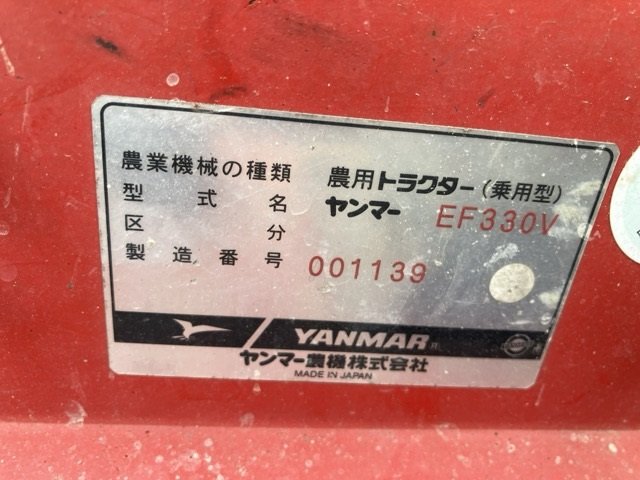 農業機械の種類 農用トラクター(乗用型)
型式名 ヤンマー EF330V
区分
製造番号 001139
YANMAR
ヤンマー農機株式会社
MADE IN JAPAN